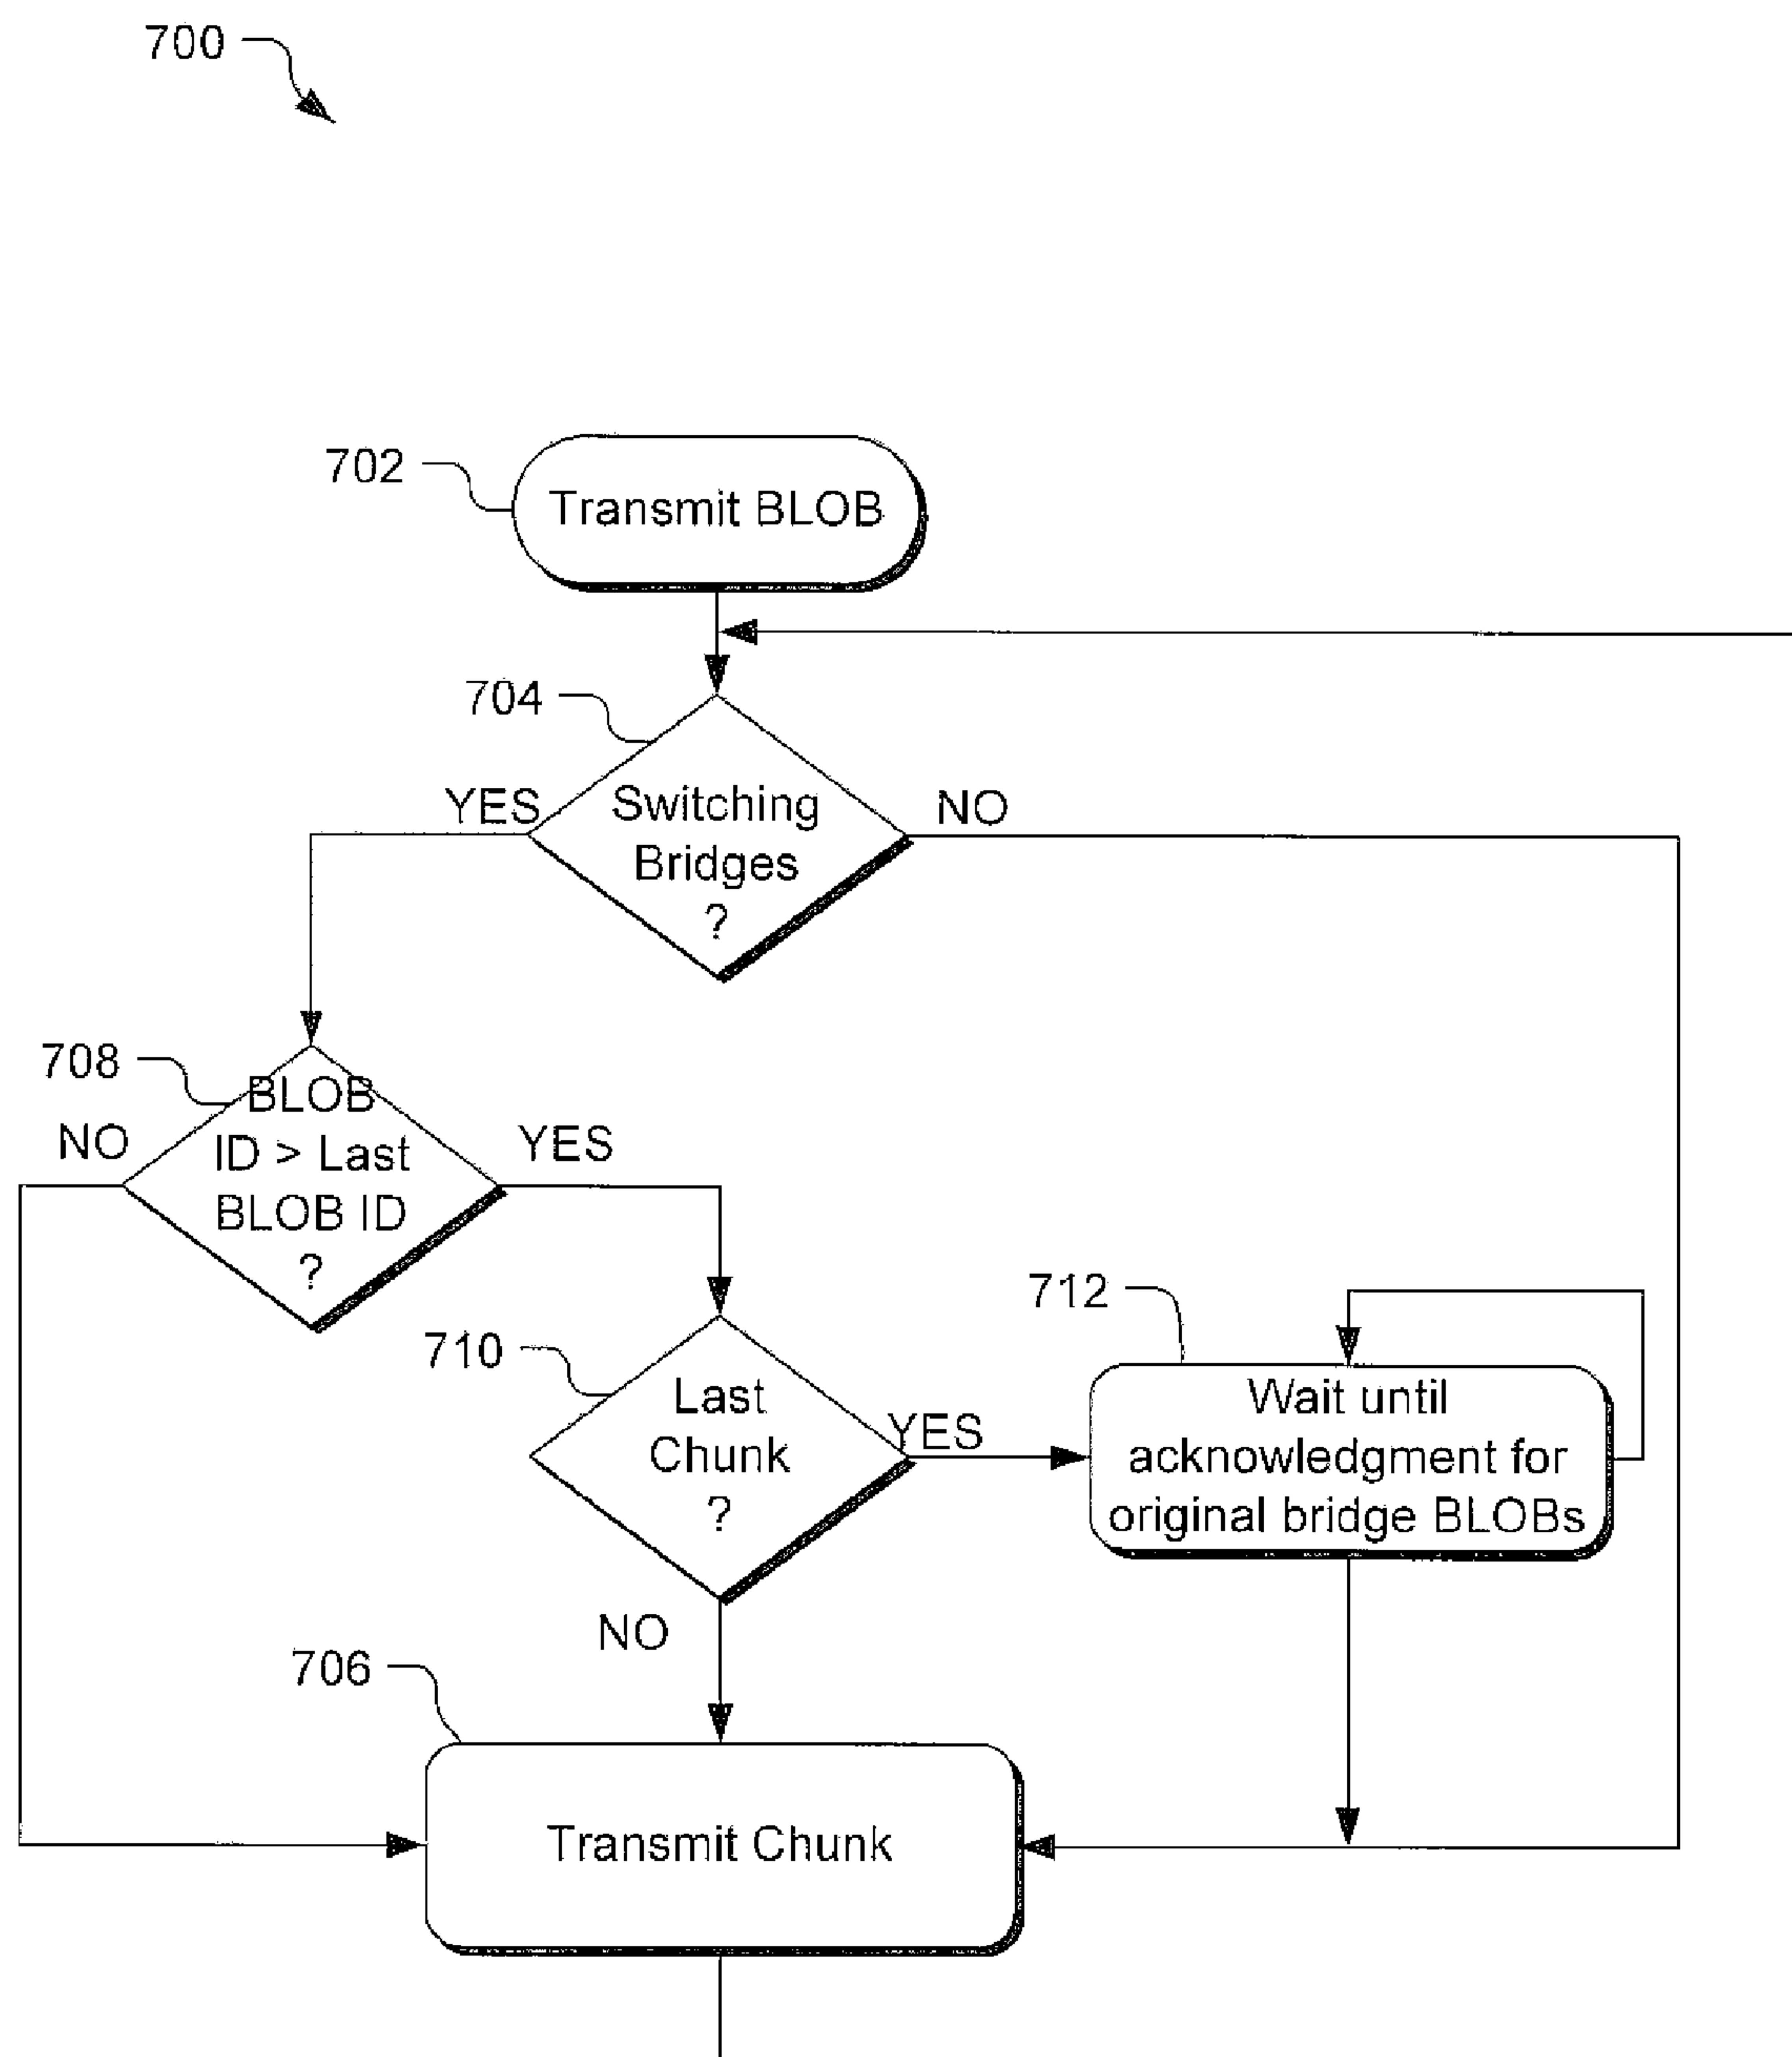 700
702
Transmit BLOB
704
YES
Switching
Bridges
?
NO
708
BLOB
ID > Last
BLOB ID
?
NO
YES
710
Last
Chunk
?
YES
NO
712
Wait until
acknowledgment for
original bridge BLOBs
706
Transmit Chunk